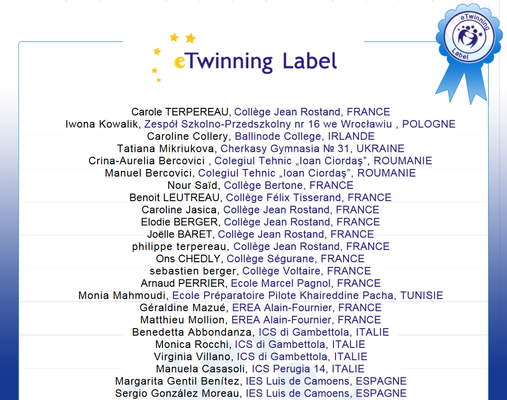 eTwinning Label
eTwinning
Label
Carole TERPEREAU, Collège Jean Rostand, FRANCE
Iwona Kowalik, Zespół Szkolno-Przedszkolny nr 16 we Wrocławiu , POLOGNE
Caroline Collery, Ballinode College, IRLANDE
Tatiana Mikriukova, Cherkasy Gymnasia № 31, UKRAINE
Crina-Aurelia Bercovici , Colegiul Tehnic „Ioan Ciordaş”, ROUMANIE
Manuel Bercovici, Colegiul Tehnic „Ioan Ciordaş”, ROUMANIE
Nour Saïd, Collège Bertone, FRANCE
Benoit LEUTREAU, Collège Félix Tisserand, FRANCE
Caroline Jasica, Collège Jean Rostand, FRANCE
Elodie BERGER, Collège Jean Rostand, FRANCE
Joëlle BARET, Collège Jean Rostand, FRANCE
philippe terpereau, Collège Jean Rostand, FRANCE
Ons CHEDLY, Collège Ségurane, FRANCE
sebastien berger, Collège Voltaire, FRANCE
Arnaud PERRIER, Ecole Marcel Pagnol, FRANCE
Monia Mahmoudi, Ecole Préparatoire Pilote Khaireddine Pacha, TUNISIE
Géraldine Mazué, EREA Alain-Fournier, FRANCE
Matthieu Mollion, EREA Alain-Fournier, FRANCE
Benedetta Abbondanza, ICS di Gambettola, ITALIE
Monica Rocchi, ICS di Gambettola, ITALIE
Virginia Villano, ICS di Gambettola, ITALIE
Manuela Casasoli, ICS Perugia 14, ITALIE
Margarita Gentil Benítez, IES Luis de Camoens, ESPAGNE
Sergio González Moreau, IES Luis de Camoens, ESPAGNE